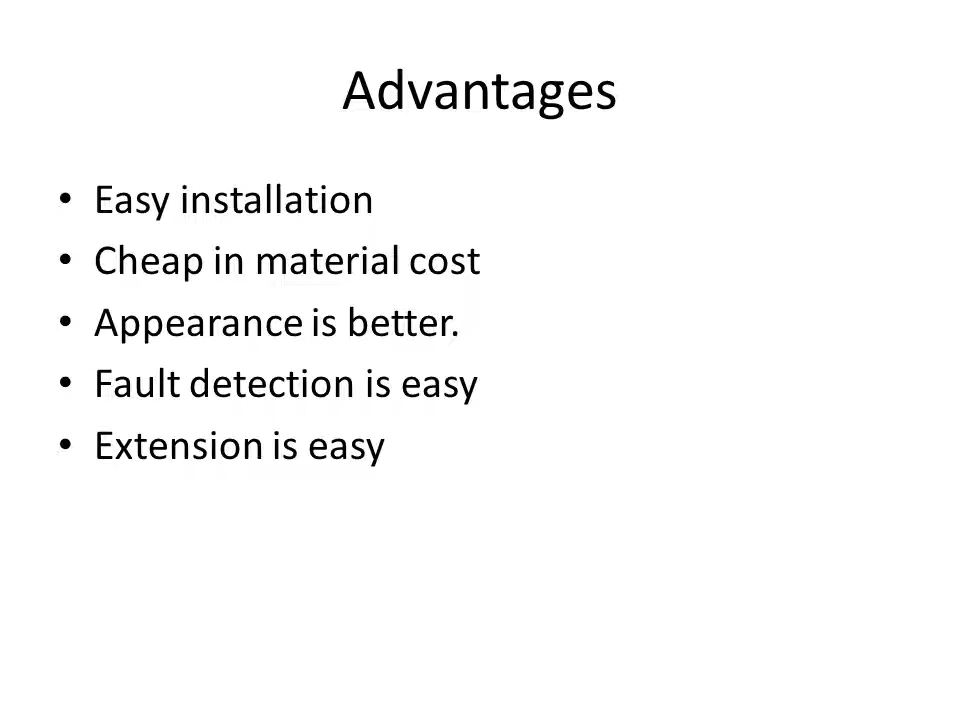 Advantages
• Easy installation
• Cheap in material cost
• Appearance is better.
• Fault detection is easy
• Extension is easy